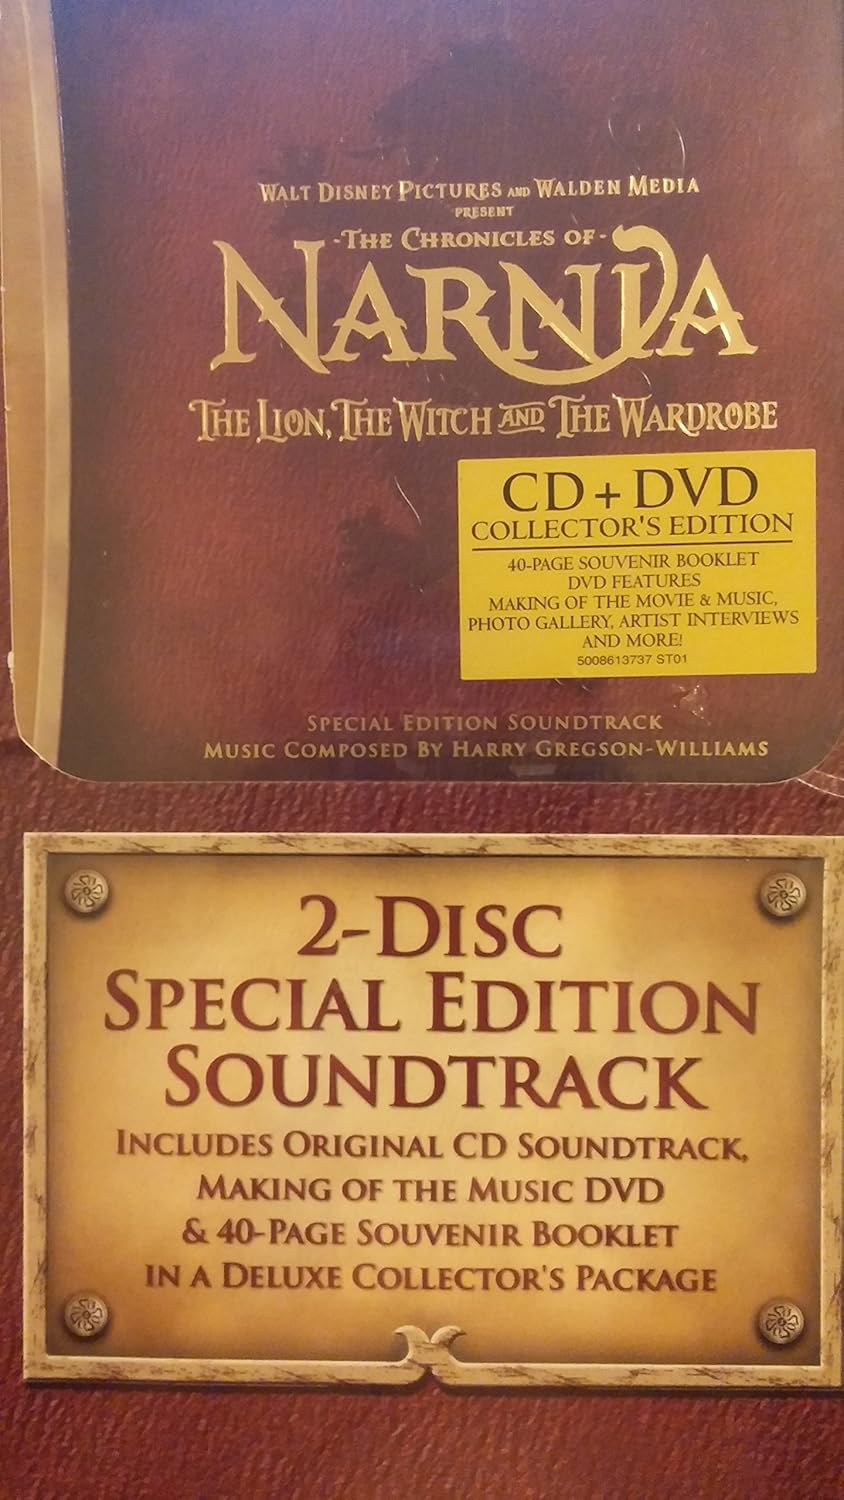 WALT DISNEY PICTURES AND WALDEN MEDIA
PRESENT
-THE CHRONICLES OF-
NARNIA
THE LION, THE WITCH AND THE WARDROBE
CD + DVD
COLLECTOR'S EDITION
40-PAGE SOUVENIR BOOKLET
DVD FEATURES
MAKING OF THE MOVIE & MUSIC,
PHOTO GALLERY, ARTIST INTERVIEWS
AND MORE!
5008613737 ST01
SPECIAL EDITION SOUNDTRACK
MUSIC COMPOSED BY HARRY GREGSON-WILLIAMS
2-DISC
SPECIAL EDITION
SOUNDTRACK
INCLUDES ORIGINAL CD SOUNDTRACK,
MAKING OF THE MUSIC DVD
& 40-PAGE SOUVENIR BOOKLET
IN A DELUXE COLLECTOR'S PACKAGE